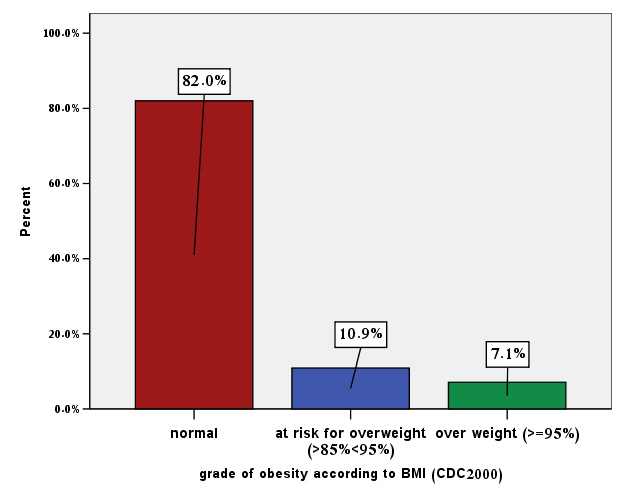 100.0%
82.0%
80.0%
60.0%
Percent
40.0%
20.0%
10.9%
7.1%
0.0%
normal
at risk for overweight
(>85%<95%)
over weight (>=95%)
grade of obesity according to BMI (CDC2000)